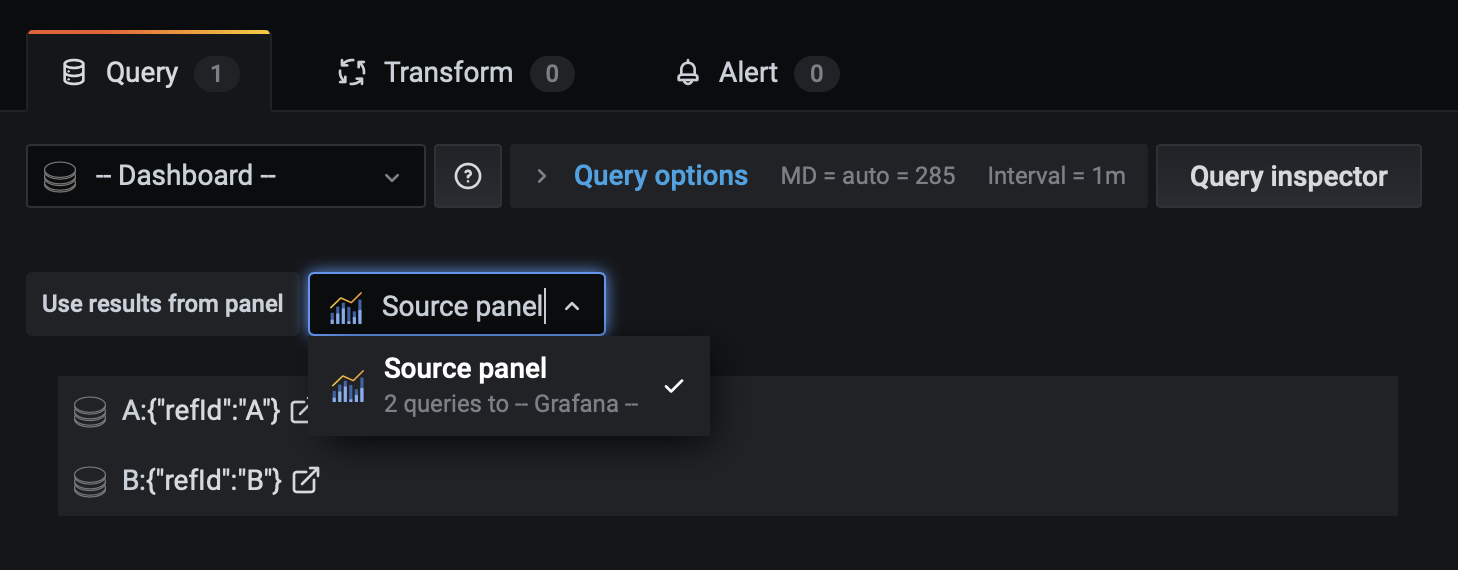 Query 1 Transform 0 Alert 0
-- Dashboard -- Query options MD = auto = 285 Interval = 1m Query inspector
Use results from panel Source panel
Source panel
2 queries to -- Grafana --
A:{"refId":"A"}
B:{"refId":"B"}